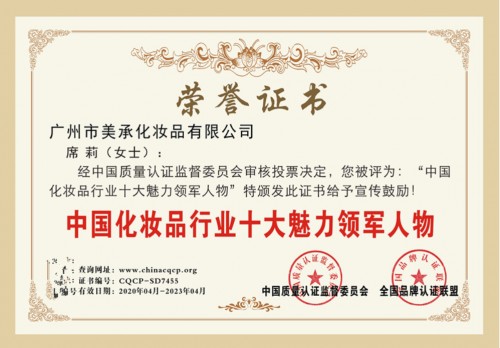 荣誉证书
广州市美承化妆品有限公司
席 莉（女士）：
经中国质量认证监督委员会审核投票决定，您被评为：“中国
化妆品行业十大魅力领军人物”特颁发此证书给予宣传鼓励！
中国化妆品行业十大魅力领军人物
查询网址：www.chinacqcp.org
证书编号：CQCP-SD7455
编号有效日期：2020年04月-2023年04月
中国质量认证监督委员会 全国品牌认证联盟